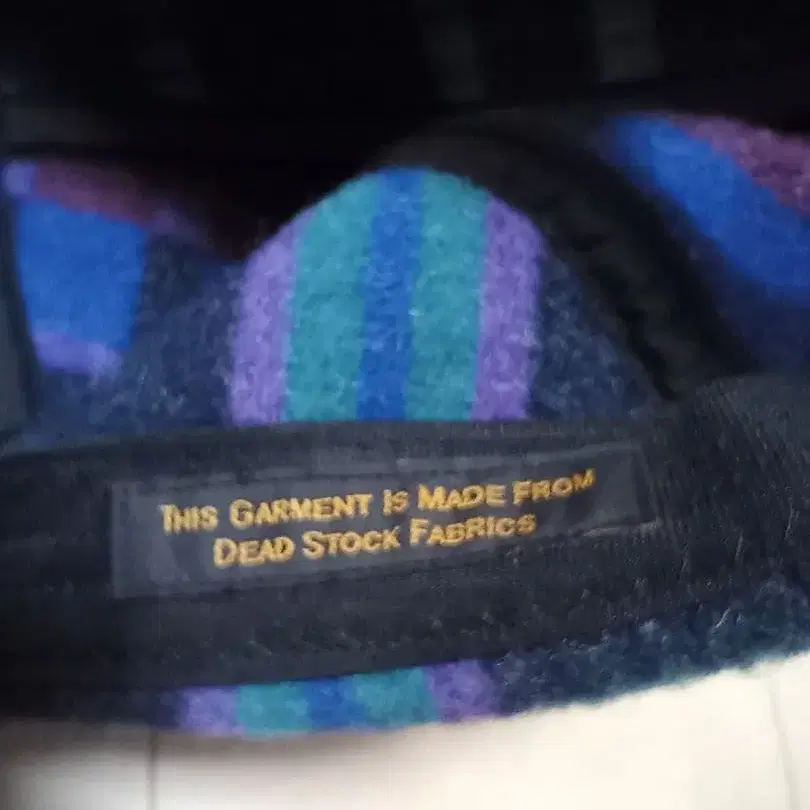 THIS GARMENT IS MADE FROM
DEAD STOCK FABRICS